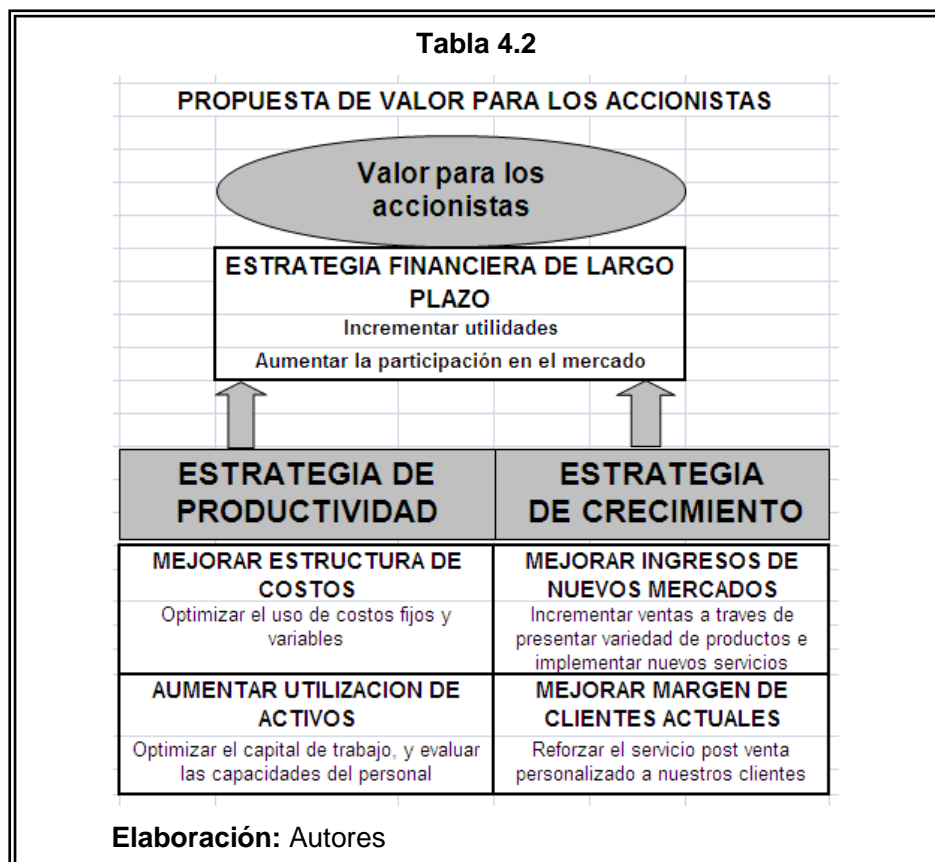 Tabla 4.2
PROPUESTA DE VALOR PARA LOS ACCIONISTAS
Valor para los
accionistas
ESTRATEGIA FINANCIERA DE LARGO
PLAZO
Incrementar utilidades
Aumentar la participación en el mercado
ESTRATEGIA DE
PRODUCTIVIDAD
ESTRATEGIA
DE CRECIMIENTO
MEJORAR ESTRUCTURA DE
COSTOS
Optimizar el uso de costos fijos y
variables
MEJORAR INGRESOS DE
NUEVOS MERCADOS
Incrementar ventas a traves de
presentar variedad de productos e
implementar nuevos servicios
AUMENTAR UTILIZACION DE
ACTIVOS
Optimizar el capital de trabajo, y evaluar
las capacidades del personal
MEJORAR MARGEN DE
CLIENTES ACTUALES
Reforzar el servicio post venta
personalizado a nuestros clientes
Elaboración: Autores